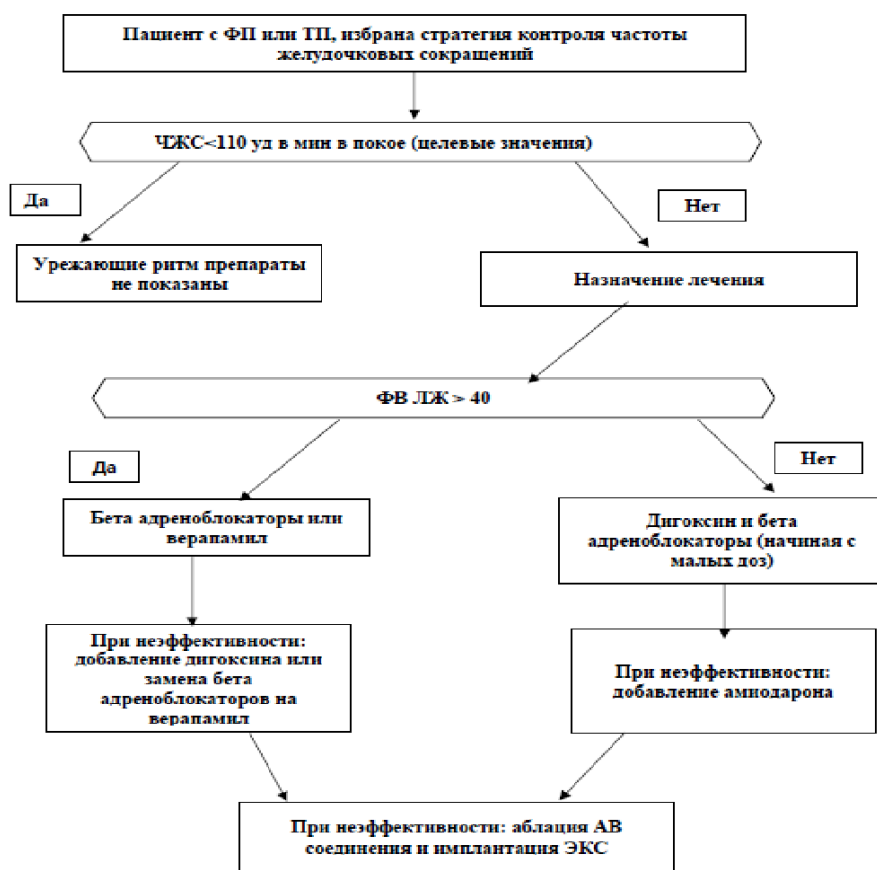 Пациент с ФП или ТП, избрана стратегия контроля частоты
желудочковых сокращений
ЧЖС<110 уд в мин в покое (целевые значения)
Да
Нет
Урежающие ритм препараты
не показаны
Назначение лечения
ФВ ЛЖ > 40
Да
Нет
Бета адреноблокаторы или
верапамил
Дигоксин и бета
адреноблокаторы (начиная с
малых доз)
При неэффективности:
добавление дигоксина или
замена бета
адреноблокаторов на
верапамил
При неэффективности:
добавление амиодарона
При неэффективности: аблация АВ
соединения и имплантация ЭКС